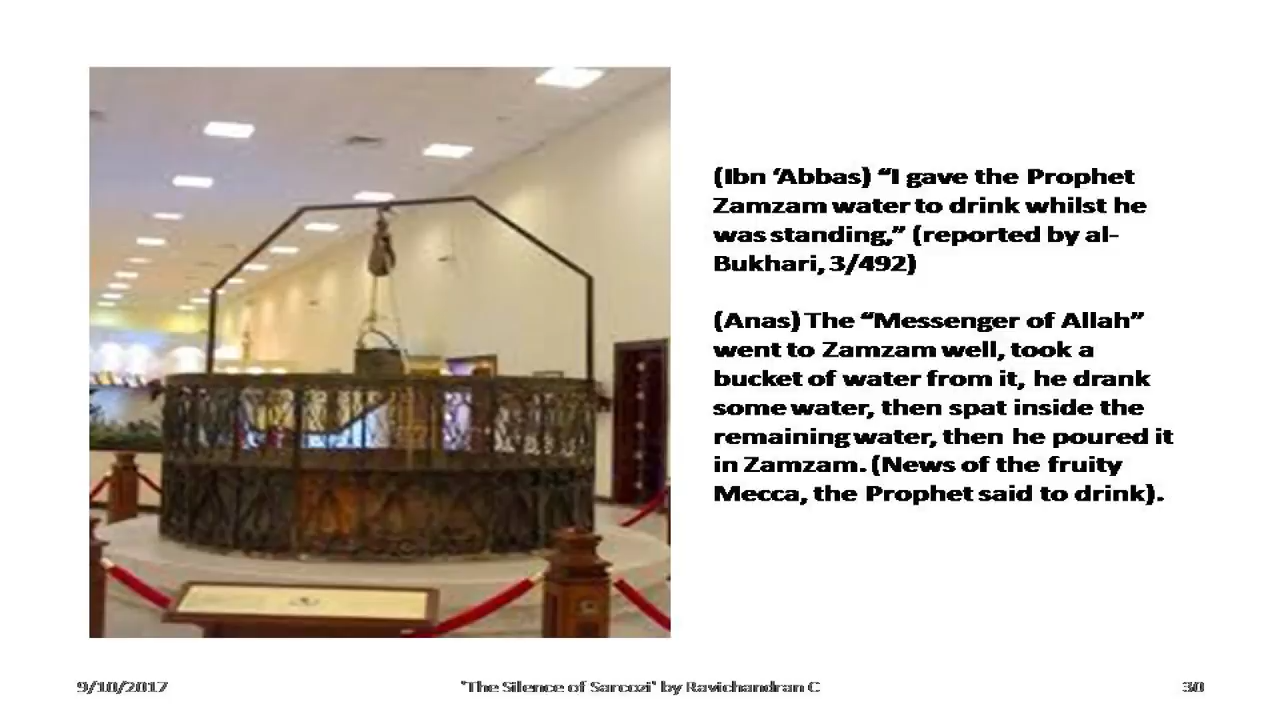 (Ibn ‘Abbas) “I gave the Prophet
Zamzam water to drink whilst he
was standing,” (reported by al-
Bukhari, 3/492)
(Anas) The “Messenger of Allah”
went to Zamzam well, took a
bucket of water from it, he drank
some water, then spat inside the
remaining water, then he poured it
in Zamzam. (News of the fruity
Mecca, the Prophet said to drink).
9/10/2017
'The Silence of Sarcozi' by Ravichandran C
30